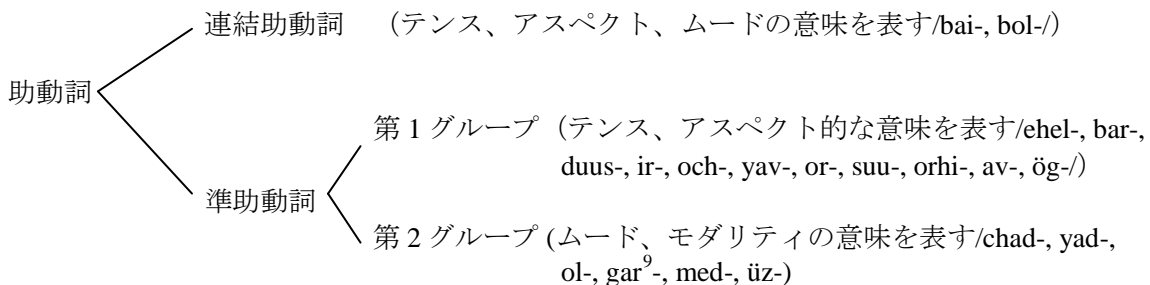 連結助動詞 （テンス、アスペクト、ムードの意味を表す/bai-, bol-/）
助動詞
第 1 グループ（テンス、アスペクト的な意味を表す/ehel-, bar-,
duus-, ir-, och-, yav-, or-, suu-, orhi-, av-, ög-/）
準助動詞
第 2 グループ (ムード、モダリティの意味を表す/chad-, yad-,
ol-, gar⁹-, med-, üz-)